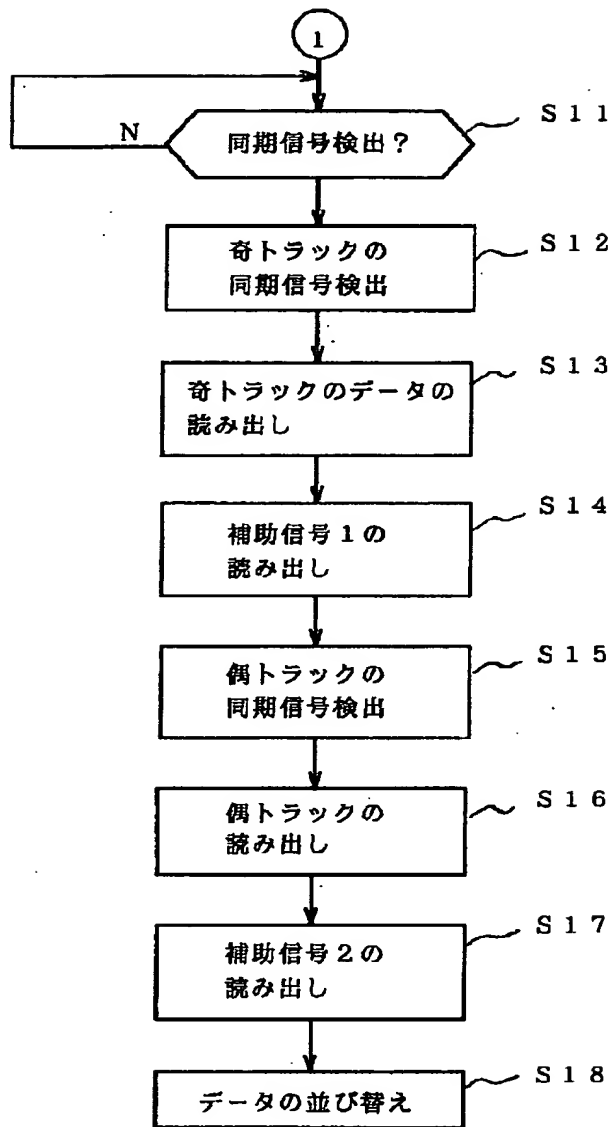 1
N
同期信号検出？
S11
奇トラックの
同期信号検出
S12
奇トラックのデータの
読み出し
S13
補助信号1の
読み出し
S14
偶トラックの
同期信号検出
S15
偶トラックの
読み出し
S16
補助信号2の
読み出し
S17
データの並び替え
S18